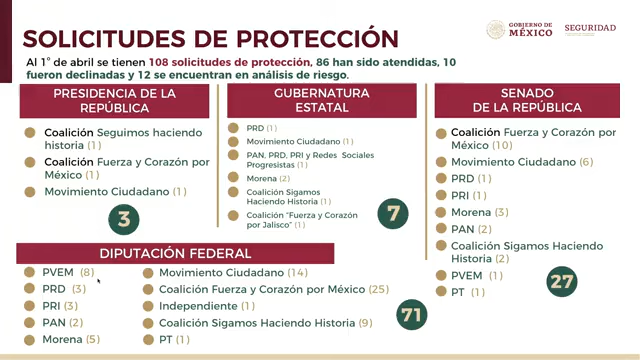 SOLICITUDES DE PROTECCIÓN
GOBIERNO DE
MÉXICO
SEGURIDAD
Al 1° de abril se tienen 108 solicitudes de protección, 86 han sido atendidas, 10
fueron declinadas y 12 se encuentran en análisis de riesgo.
PRESIDENCIA DE LA
REPÚBLICA
Coalición Seguimos haciendo
historia (1)
Coalición Fuerza y Corazón por
México (1)
Movimiento Ciudadano (1)
3
GUBERNATURA
ESTATAL
PRD (1)
Movimiento Ciudadano (1)
PAN, PRD, PRI y Redes Sociales
Progresistas (1)
Morena (2)
Coalición Sigamos
Haciendo Historia (1)
Coalición “Fuerza y Corazón
por Jalisco” (1)
7
SENADO
DE LA REPÚBLICA
Coalición Fuerza y Corazón por
México (10)
Movimiento Ciudadano (6)
PRD (1)
PRI (1)
Morena (3)
PAN (2)
Coalición Sigamos Haciendo
Historia (2)
PVEM (1)
PT (1)
27
DIPUTACIÓN FEDERAL
PVEM (8)
PRD (3)
PRI (3)
PAN (2)
Morena (5)
Movimiento Ciudadano (14)
Coalición Fuerza y Corazón por México (25)
Independiente (1)
Coalición Sigamos Haciendo Historia (9)
PT (1)
71